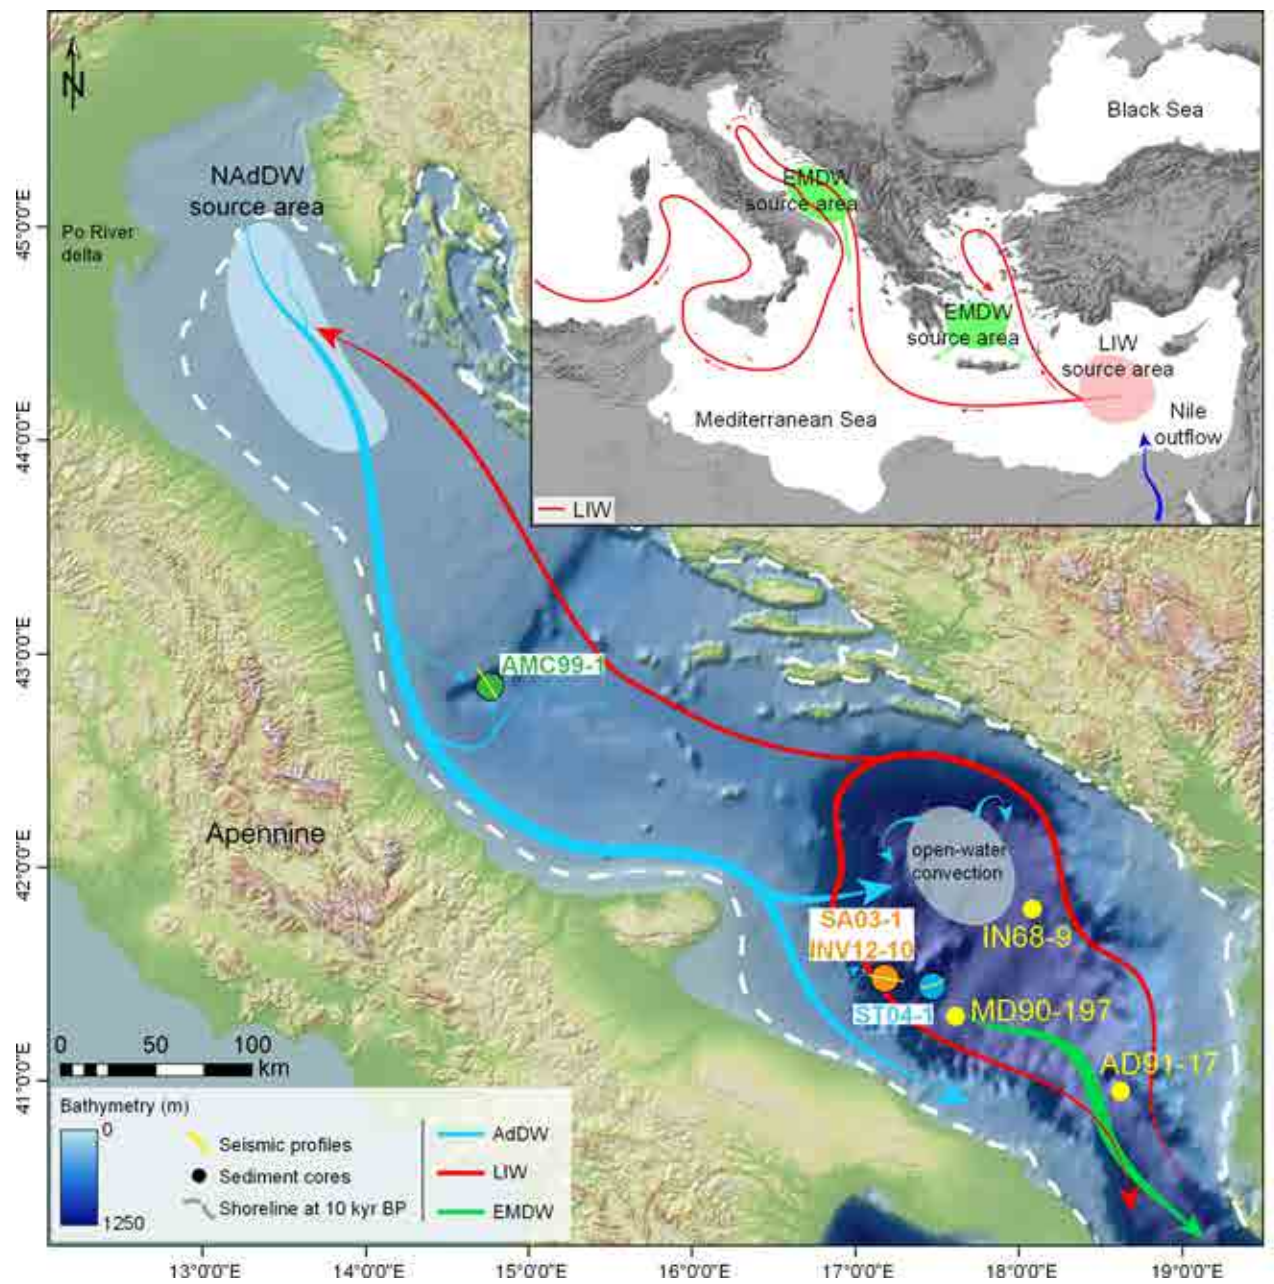 N
NAdDW
source area
Po River
delta
Black Sea
EMDW
source area
EMDW
source area
LIW
source area
Mediterranean Sea
Nile
outflow
LIW
45°0'0"E
44°0'0"E
43°0'0"E
42°0'0"E
41°0'0"E
AMC99-1
Apennine
open-water
convection
SA03-1
INV12-10
IN68-9
ST04-1
MD90-197
AD91-17
0 50 100
km
Bathymetry (m)
0
1250
Seismic profiles
Sediment cores
Shoreline at 10 kyr BP
AdDW
LIW
EMDW
13°0'0"E 14°0'0"E 15°0'0"E 16°0'0"E 17°0'0"E 18°0'0"E 19°0'0"E